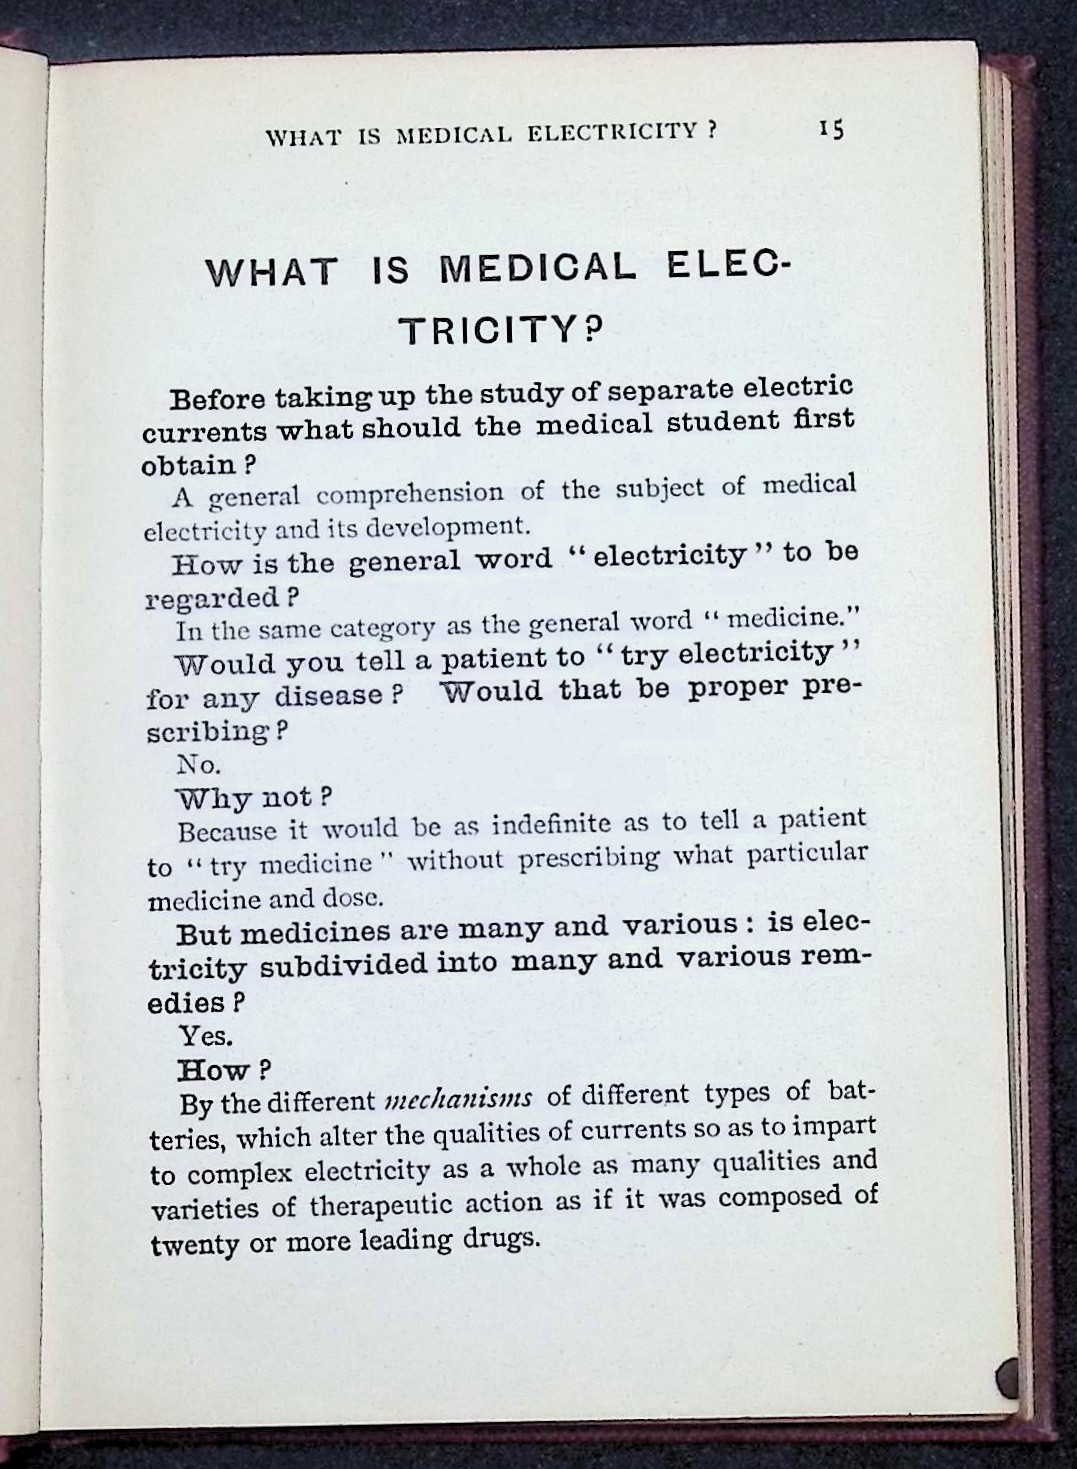 WHAT IS MEDICAL ELECTRICITY ? 15
WHAT IS MEDICAL ELEC-
TRICITY?
Before taking up the study of separate electric
currents what should the medical student first
obtain ?
A general comprehension of the subject of medical
electricity and its development.
How is the general word “ electricity ” to be
regarded ?
In the same category as the general word “ medicine.”
Would you tell a patient to “ try electricity ”
for any disease ? Would that be proper pre-
scribing ?
No.
Why not ?
Because it would be as indefinite as to tell a patient
to “ try medicine ” without prescribing what particular
medicine and dose.
But medicines are many and various : is elec-
tricity subdivided into many and various rem-
edies ?
Yes.
How ?
By the different mechanisms of different types of bat-
teries, which alter the qualities of currents so as to impart
to complex electricity as a whole as many qualities and
varieties of therapeutic action as if it was composed of
twenty or more leading drugs.